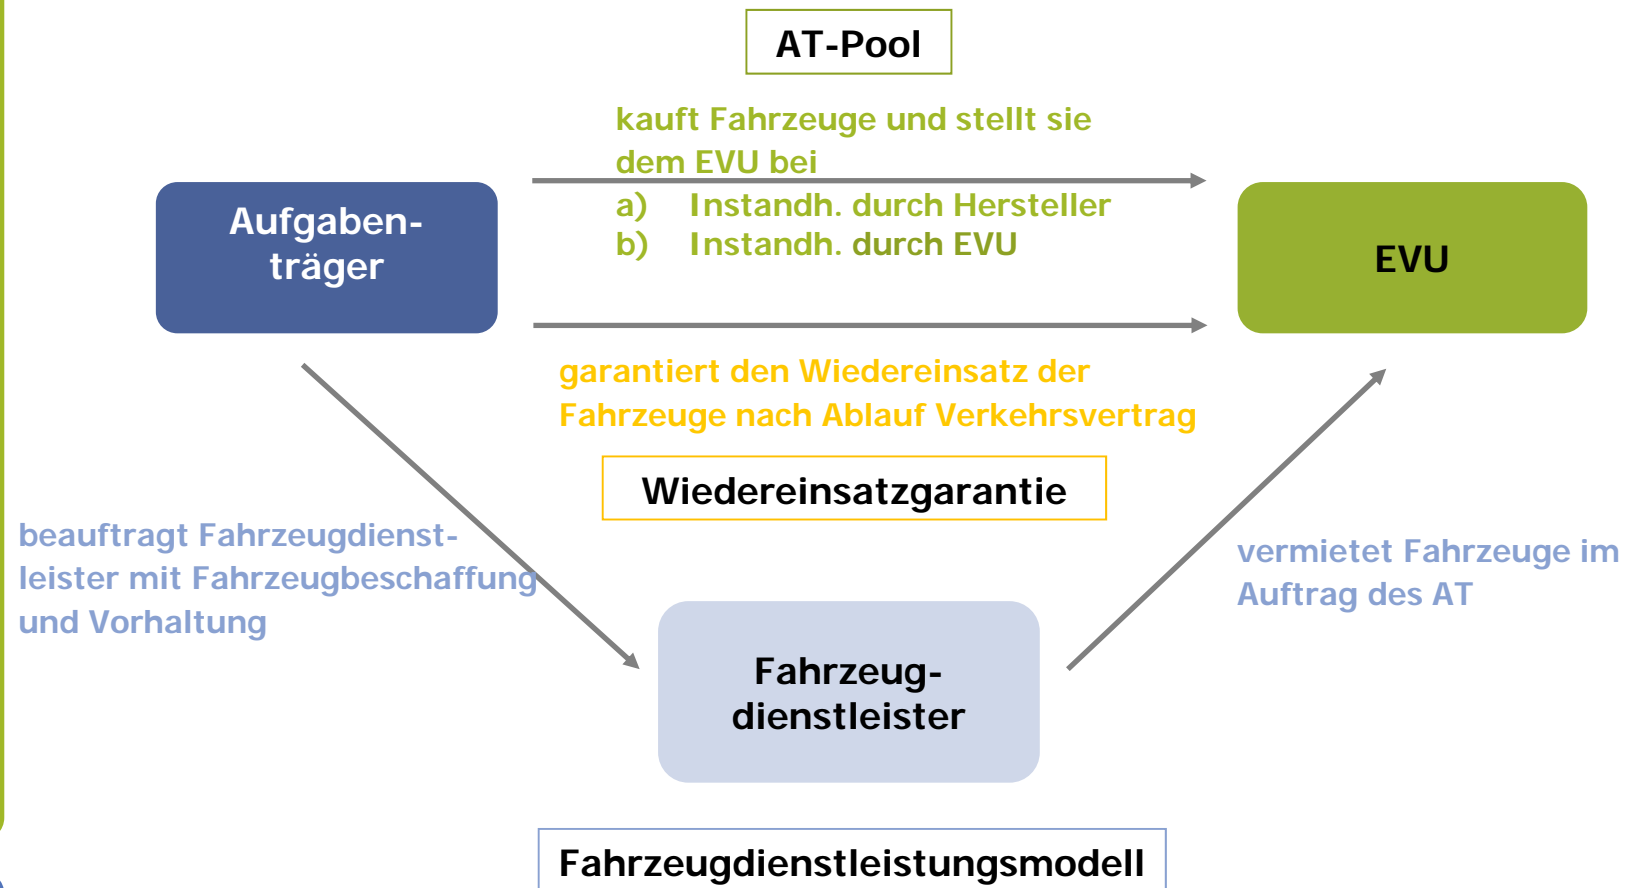 AT-Pool
kauft Fahrzeuge und stellt sie
dem EVU bei
a) Instandh. durch Hersteller
b) Instandh. durch EVU
Aufgaben-
träger
EVU
garantiert den Wiedereinsatz der
Fahrzeuge nach Ablauf Verkehrsvertrag
Wiedereinsatzgarantie
beauftragt Fahrzeugdienst-
leister mit Fahrzeugbeschaffung
und Vorhaltung
vermietet Fahrzeuge im
Auftrag des AT
Fahrzeug-
dienstleister
Fahrzeugdienstleistungsmodell